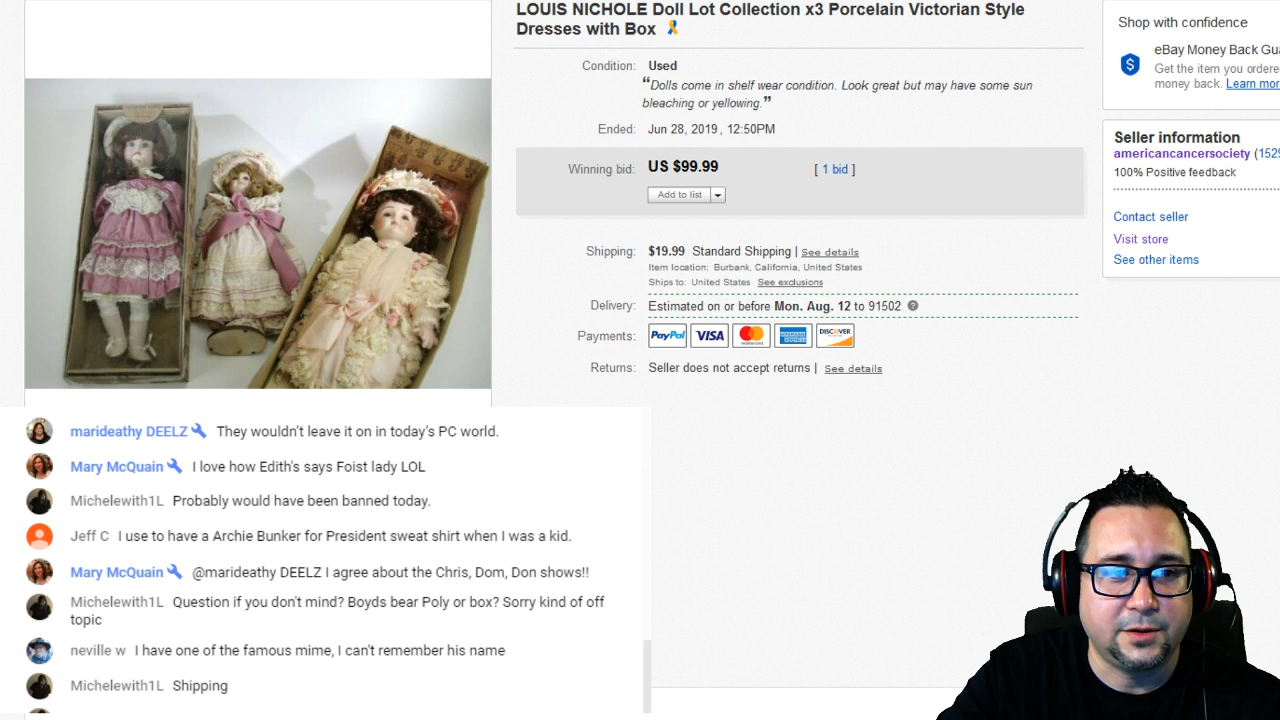 LOUIS NICHOLE Doll Lot Collection x3 Porcelain Victorian Style
Dresses with Box
Condition: Used
“Dolls come in shelf wear condition. Look great but may have some sun
bleaching or yellowing.”
Ended: Jun 28, 2019 , 12:50PM
Winning bid: US $99.99 [ 1 bid ]
Add to list
Shipping: $19.99 Standard Shipping | See details
Item location: Burbank, California, United States
Ships to: United States See exclusions
Delivery: Estimated on or before Mon. Aug. 12 to 91502
Payments: PayPal VISA mastercard AMERICAN EXPRESS DISCOVER
Returns: Seller does not accept returns | See details
Shop with confidence
eBay Money Back Gua
Get the item you ordere
money back. Learn mor
Seller information
americancancersociety (1529
100% Positive feedback
Contact seller
Visit store
See other items
marideathy DEELZ They wouldn’t leave it on in today’s PC world.
Mary McQuain I love how Edith's says Foist lady LOL
Michelewith1L Probably would have been banned today.
Jeff C I use to have a Archie Bunker for President sweat shirt when I was a kid.
Mary McQuain @marideathy DEELZ I agree about the Chris, Dom, Don shows!!
Michelewith1L Question if you don't mind? Boyds bear Poly or box? Sorry kind of off
topic
neville w I have one of the famous mime, I can't remember his name
Michelewith1L Shipping